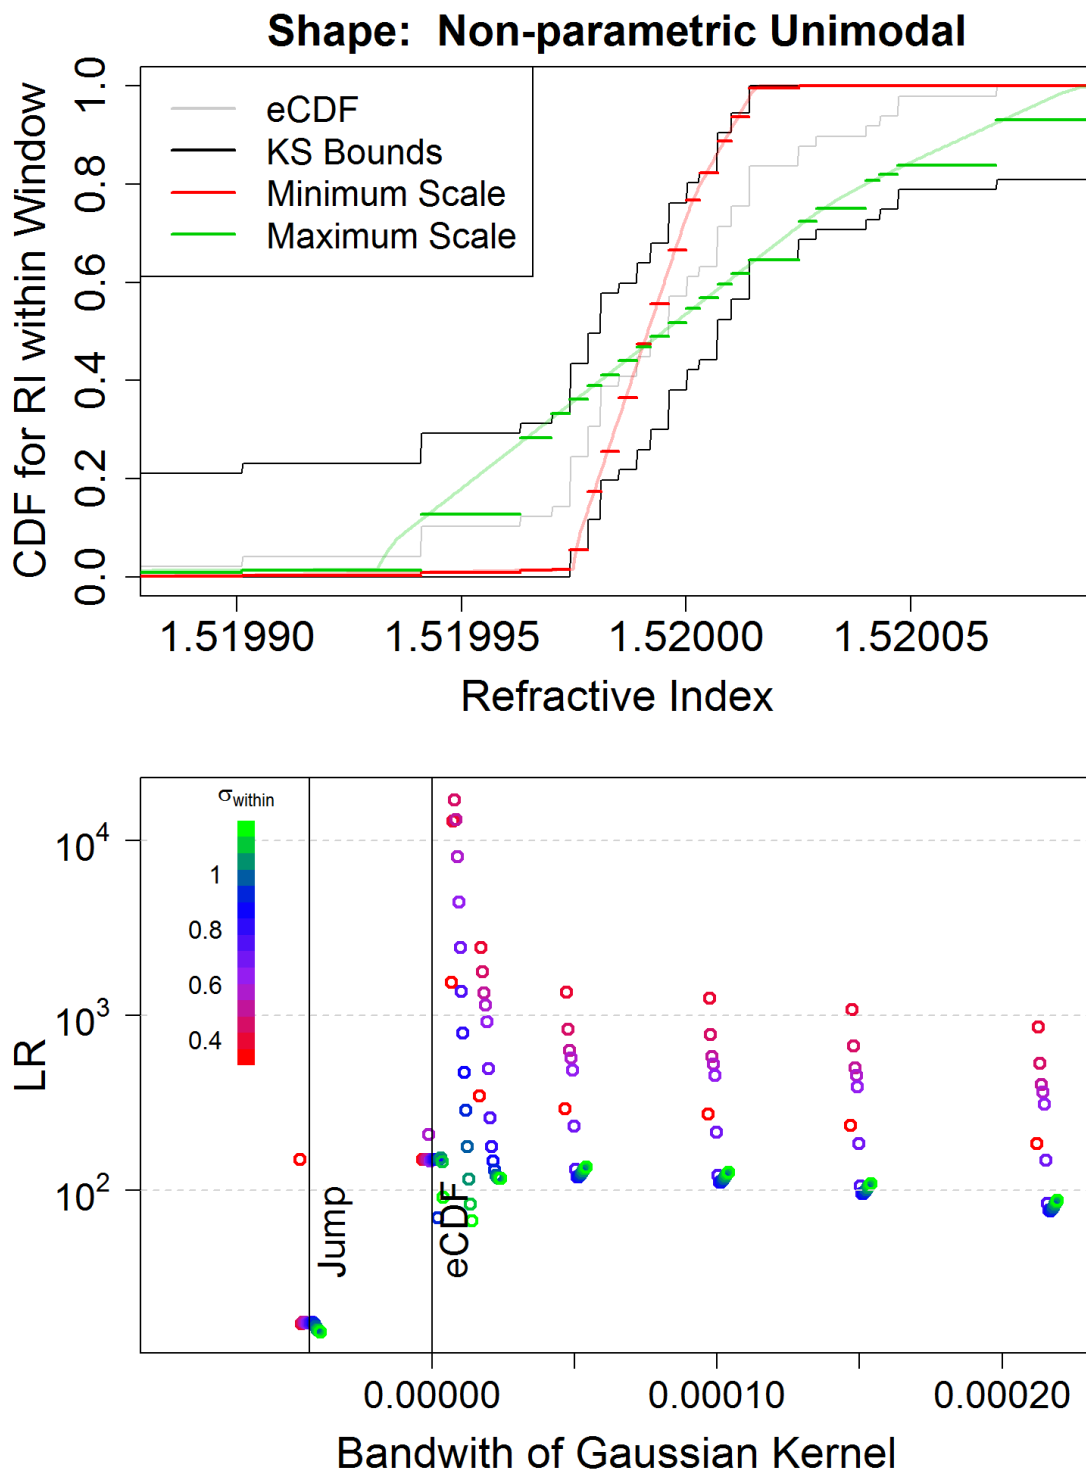 Shape:  Non-parametric Unimodal
CDF for RI within Window
1.0
0.8
0.6
0.4
0.2
0.0
eCDF
KS Bounds
Minimum Scale
Maximum Scale
1.51990 1.51995 1.52000 1.52005
Refractive Index
LR
10^4
10^3
10^2
σwithin
1
0.8
0.6
0.4
Jump
eCDF
0.00000 0.00010 0.00020
Bandwith of Gaussian Kernel